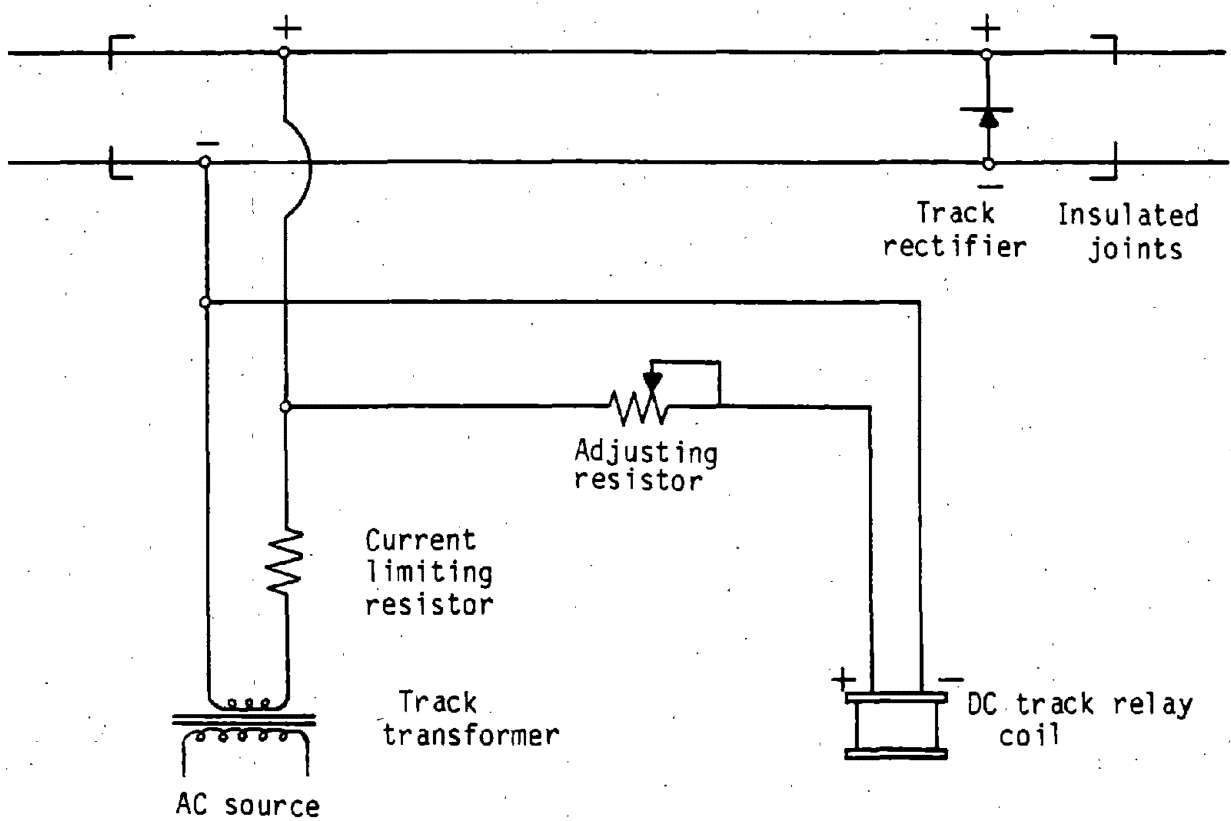 +
+
-
-
Track
rectifier
Insulated
joints
Adjusting
resistor
Current
limiting
resistor
+
-
DC track relay
coil
Track
transformer
AC source